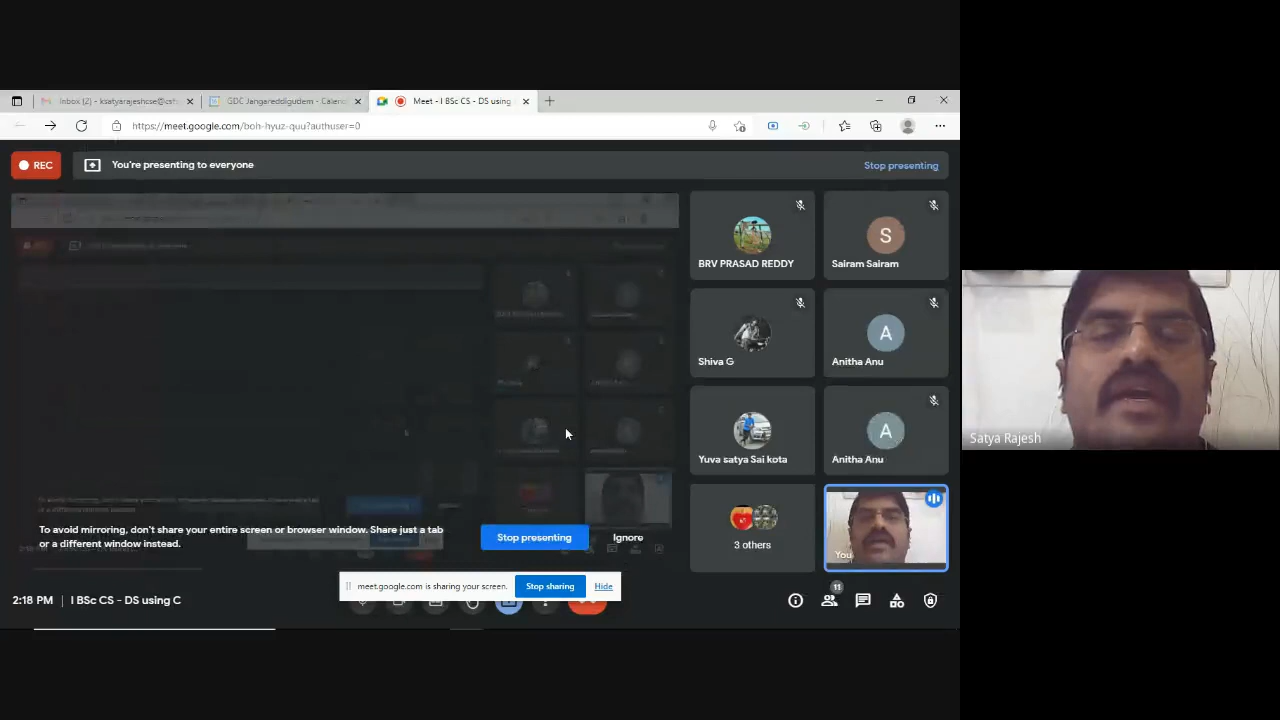 Inbox (2) - ksatyarajeshcse@csf
GDC Jangareddigudem - Calend
Meet - I BSc CS - DS using
https://meet.google.com/boh-hyuz-quu?authuser=0
REC
You're presenting to everyone
Stop presenting
BRV PRASAD REDDY
S
Sairam Sairam
Shiva G
A
Anitha Anu
Yuva satya Sai kota
A
Anitha Anu
Satya Rajesh
To avoid mirroring, don't share your entire screen or browser window. Share just a tab
or a different window instead.
Stop presenting
Ignore
3 others
You
meet.google.com is sharing your screen.
Stop sharing
Hide
11
2:18 PM | I BSc CS - DS using C